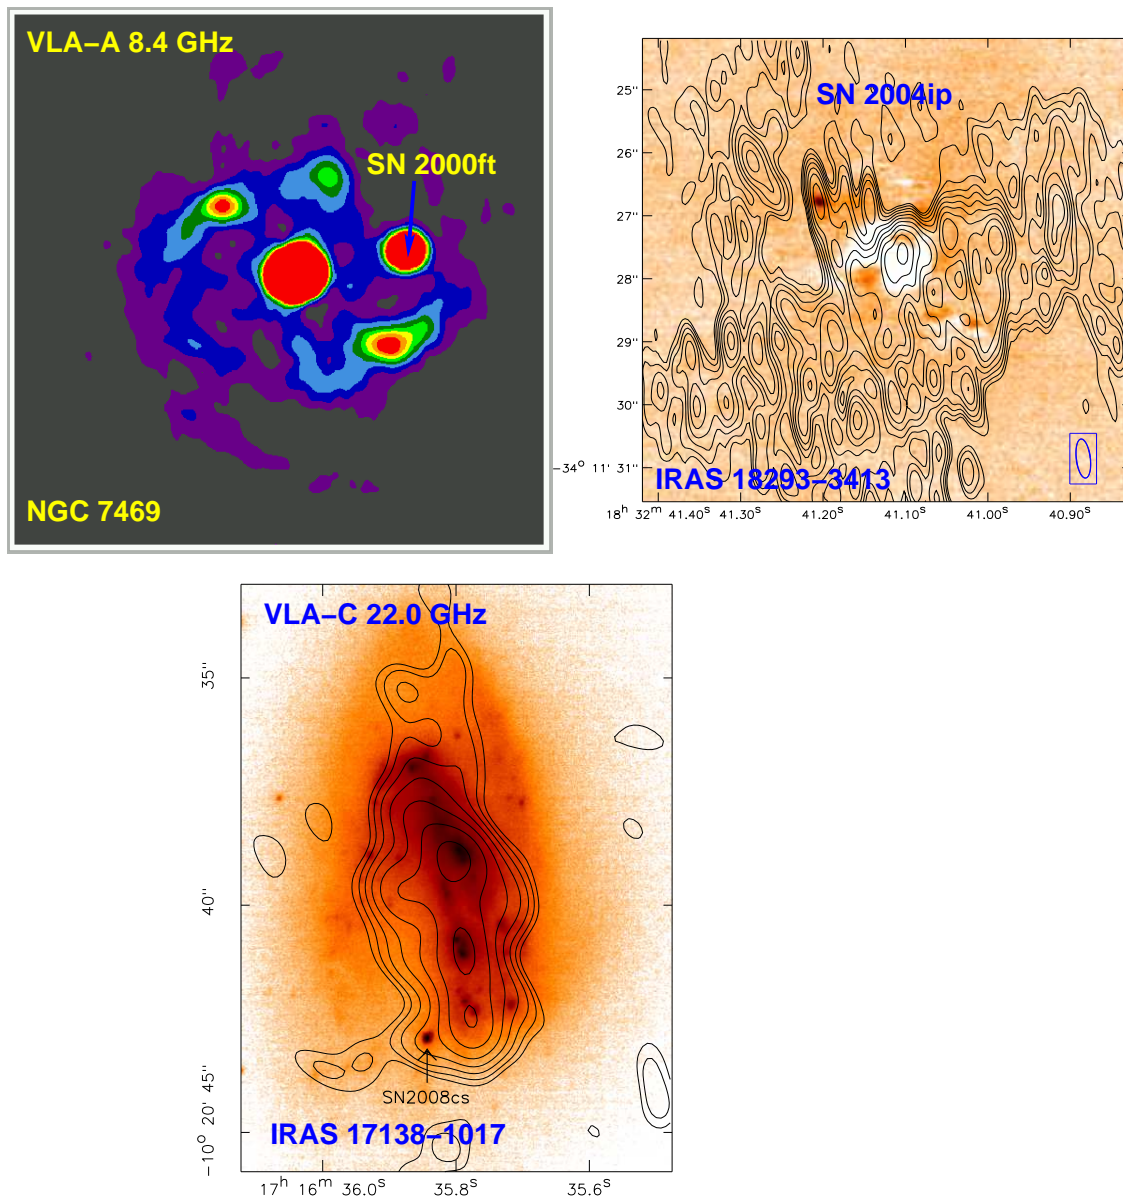 VLA−A 8.4 GHz
SN 2000ft
NGC 7469
SN 2004ip
25''
26''
27''
28''
29''
30''
−34° 11' 31''
IRAS 18293−3413
18ʰ 32ᵐ 41.40ˢ 41.30ˢ 41.20ˢ 41.10ˢ 41.00ˢ 40.90ˢ
VLA−C 22.0 GHz
35''
40''
−10° 20' 45''
SN2008cs
IRAS 17138−1017
17ʰ 16ᵐ 36.0ˢ 35.8ˢ 35.6ˢ